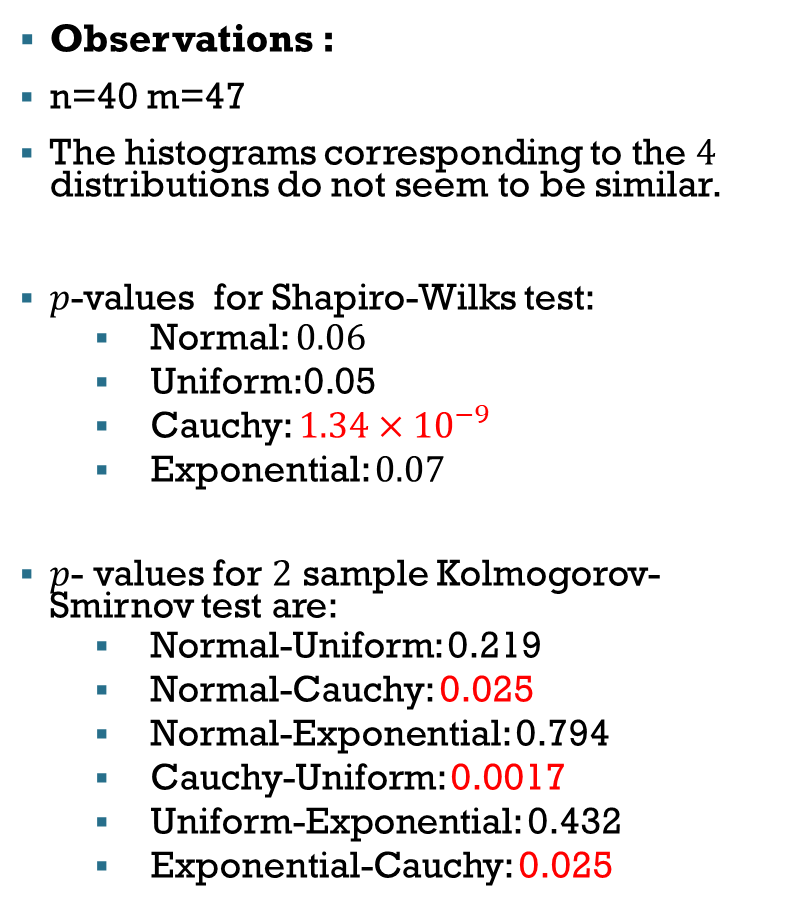 ▪ Observations :
▪ n=40 m=47
▪ The histograms corresponding to the 4
distributions do not seem to be similar.
▪ p-values for Shapiro-Wilks test:
▪ Normal: 0.06
▪ Uniform:0.05
▪ Cauchy: 1.34 × 10⁻⁹
▪ Exponential: 0.07
▪ p- values for 2 sample Kolmogorov-
Smirnov test are:
▪ Normal-Uniform: 0.219
▪ Normal-Cauchy: 0.025
▪ Normal-Exponential: 0.794
▪ Cauchy-Uniform: 0.0017
▪ Uniform-Exponential: 0.432
▪ Exponential-Cauchy: 0.025